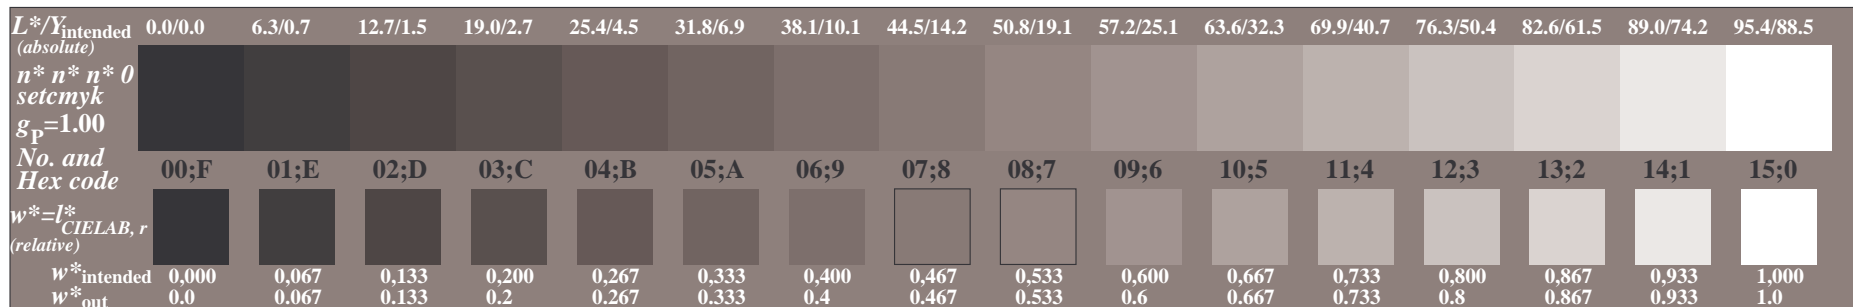 L*/Yintended 0.0/0.0 6.3/0.7 12.7/1.5 19.0/2.7 25.4/4.5 31.8/6.9 38.1/10.1 44.5/14.2 50.8/19.1 57.2/25.1 63.6/32.3 69.9/40.7 76.3/50.4 82.6/61.5 89.0/74.2 95.4/88.5
(absolute)
n* n* n* 0
setcmyk
gP=1.00
No. and
Hex code 00;F 01;E 02;D 03;C 04;B 05;A 06;9 07;8 08;7 09;6 10;5 11;4 12;3 13;2 14;1 15;0
w*=l*CIELAB, r
(relative)
w*intended 0,000 0,067 0,133 0,200 0,267 0,333 0,400 0,467 0,533 0,600 0,667 0,733 0,800 0,867 0,933 1,000
w*out 0.0 0.067 0.133 0.2 0.267 0.333 0.4 0.467 0.533 0.6 0.667 0.733 0.8 0.867 0.933 1.0